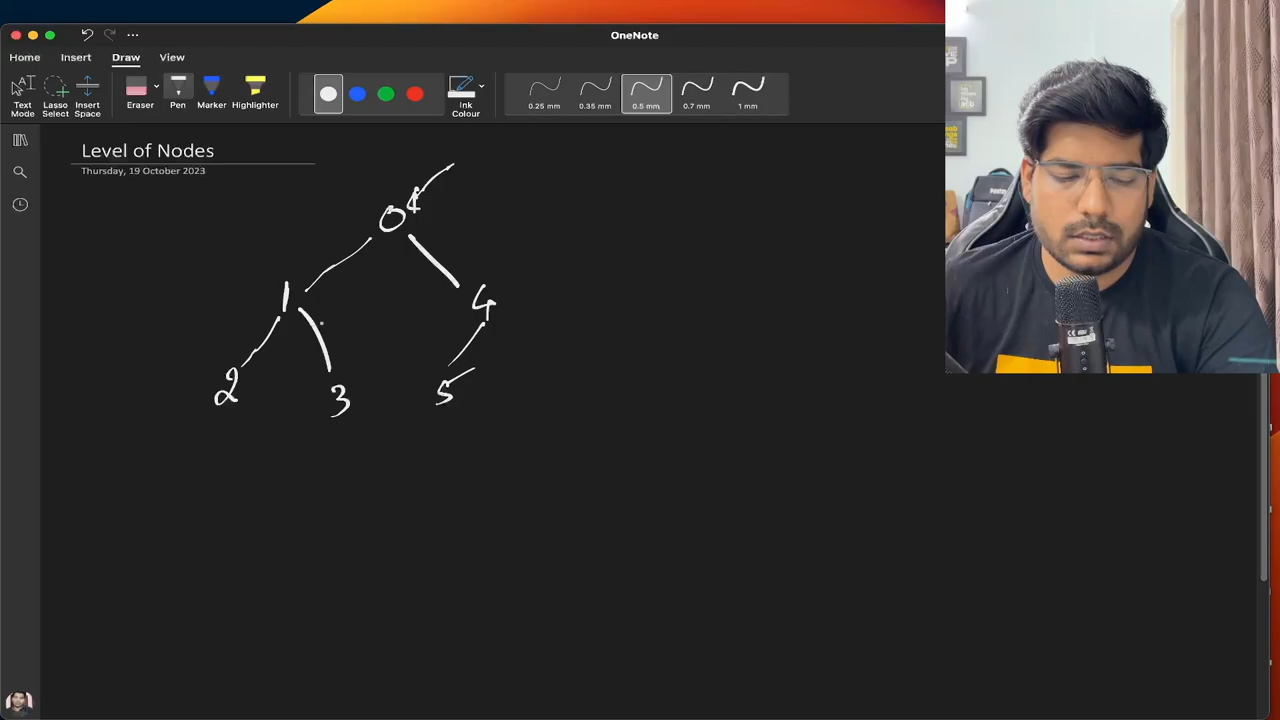 OneNote
Home Insert Draw View
Text Mode
Lasso Select
Insert Space
Eraser
Pen
Marker
Highlighter
Ink Colour
0.25 mm
0.35 mm
0.5 mm
0.7 mm
1 mm
Level of Nodes
Thursday, 19 October 2023
0
1 4
2 3 5